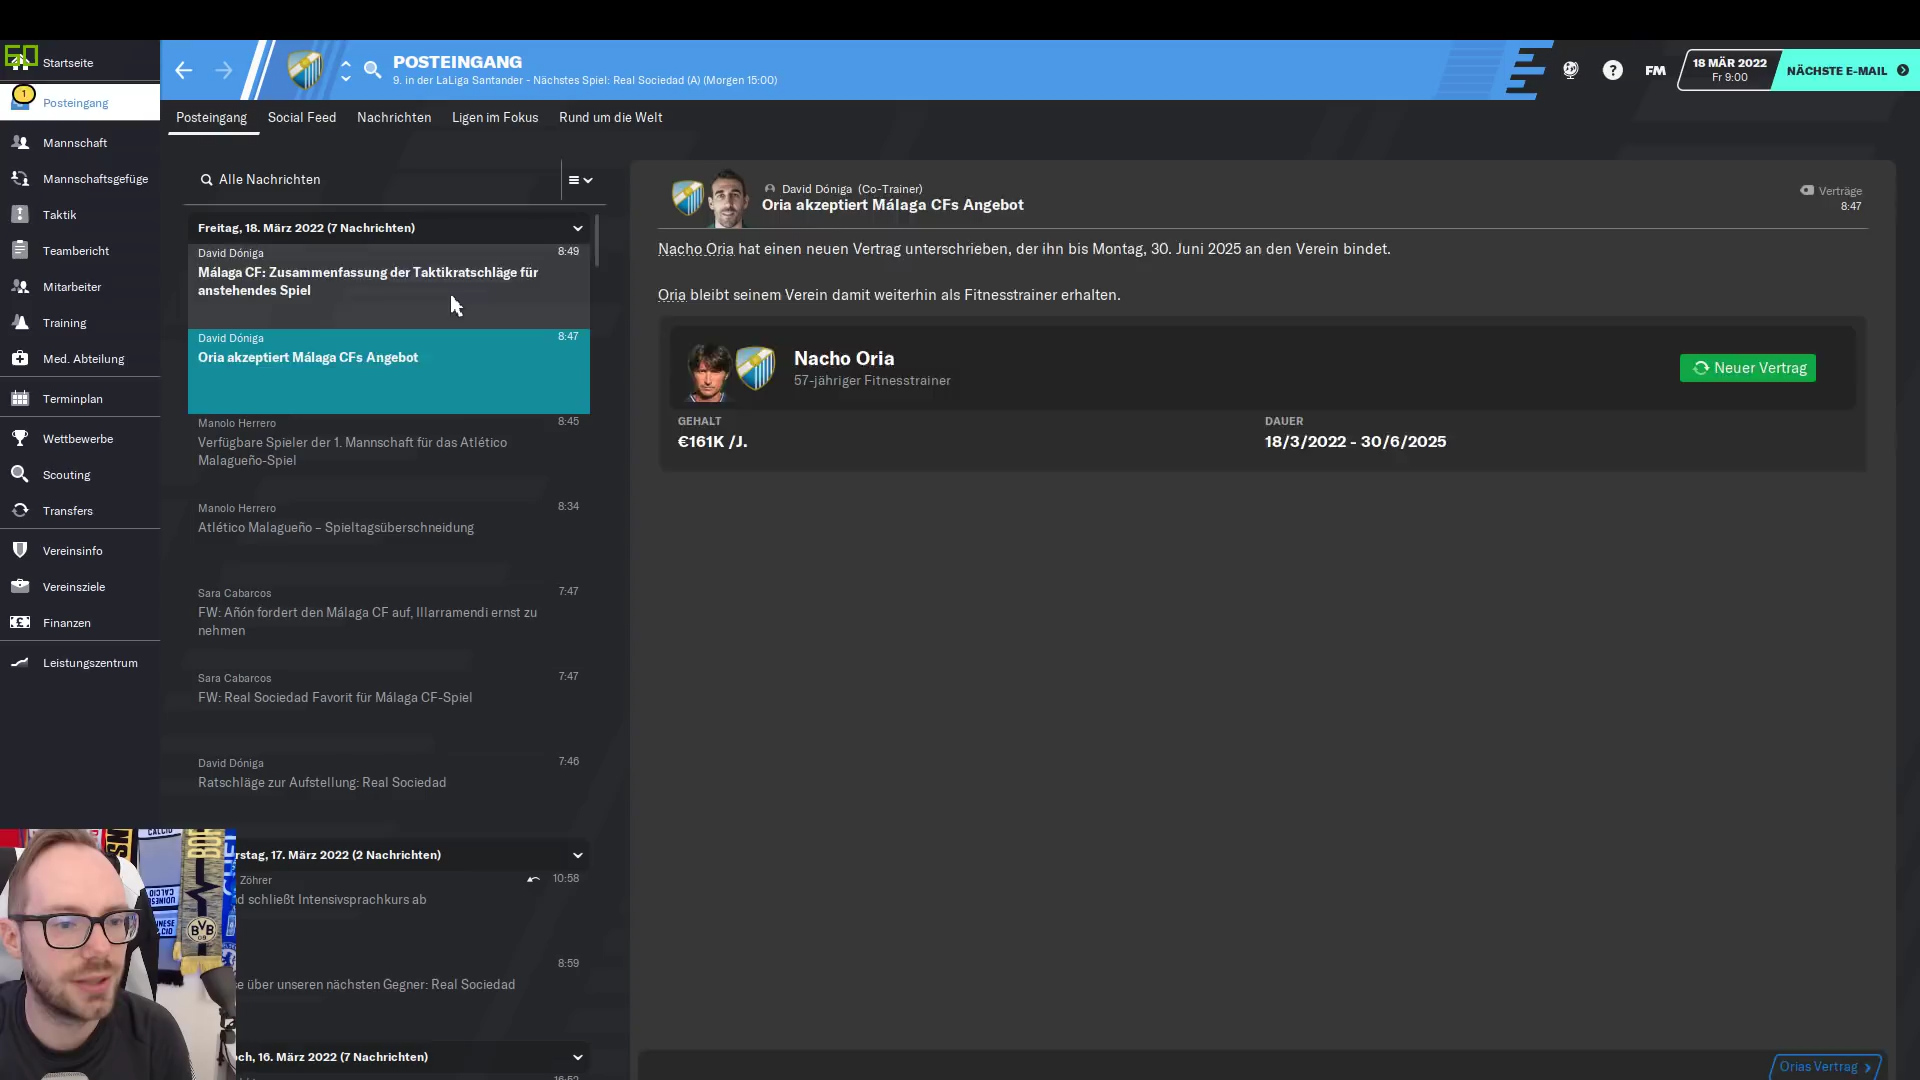 60
Startseite
1
Posteingang
Mannschaft
Mannschaftsgefüge
Taktik
Teambericht
Mitarbeiter
Training
Med. Abteilung
Terminplan
Wettbewerbe
Scouting
Transfers
Vereinsinfo
Vereinsziele
Finanzen
Leistungszentrum
POSTEINGANG
9. in der LaLiga Santander - Nächstes Spiel: Real Sociedad (A) (Morgen 15:00)
?
FM
18 MÄR 2022
Fr 9:00
NÄCHSTE E-MAIL
Posteingang
Social Feed
Nachrichten
Ligen im Fokus
Rund um die Welt
Alle Nachrichten
Freitag, 18. März 2022 (7 Nachrichten)
David Dóniga 8:49
Málaga CF: Zusammenfassung der Taktikratschläge für
anstehendes Spiel
David Dóniga 8:47
Oria akzeptiert Málaga CFs Angebot
Manolo Herrero 8:45
Verfügbare Spieler der 1. Mannschaft für das Atlético
Malagueño-Spiel
Manolo Herrero 8:34
Atlético Malagueño – Spieltagsüberschneidung
Sara Cabarcos 7:47
FW: Añón fordert den Málaga CF auf, Illarramendi ernst zu
nehmen
Sara Cabarcos 7:47
FW: Real Sociedad Favorit für Málaga CF-Spiel
David Dóniga 7:46
Ratschläge zur Aufstellung: Real Sociedad
rstag, 17. März 2022 (2 Nachrichten)
Zöhrer 10:58
d schließt Intensivsprachkurs ab
8:59
se über unseren nächsten Gegner: Real Sociedad
och, 16. März 2022 (7 Nachrichten)
David Dóniga (Co-Trainer)
Oria akzeptiert Málaga CFs Angebot
Verträge
8:47
Nacho Oria hat einen neuen Vertrag unterschrieben, der ihn bis Montag, 30. Juni 2025 an den Verein bindet.
Oria bleibt seinem Verein damit weiterhin als Fitnesstrainer erhalten.
Nacho Oria
57-jähriger Fitnesstrainer
Neuer Vertrag
GEHALT
€161K /J.
DAUER
18/3/2022 - 30/6/2025
Orias Vertrag
CALCIO
UDINESE
CALCIO
BVB
09